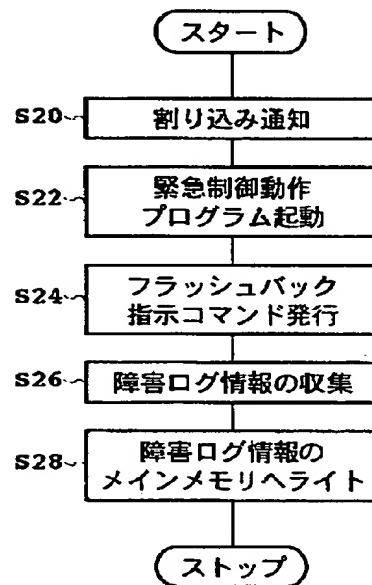 スタート
S20 割り込み通知
S22 緊急制御動作
プログラム起動
S24 フラッシュバック
指示コマンド発行
S26 障害ログ情報の収集
S28 障害ログ情報の
メインメモリへライト
ストップ